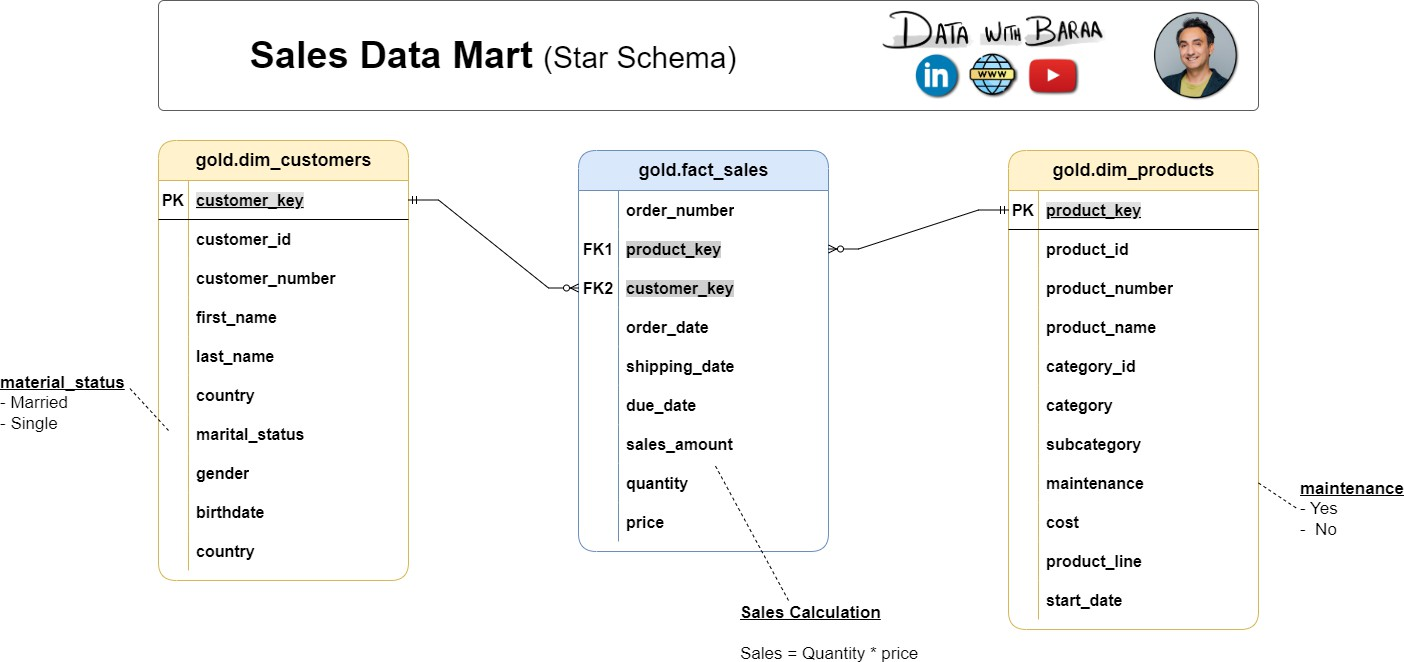 Sales Data Mart (Star Schema)
DATA WITH BARAA
in
WWW
gold.dim_customers
PK customer_key
customer_id
customer_number
first_name
last_name
country
marital_status
gender
birthdate
country
material_status
- Married
- Single
gold.fact_sales
order_number
FK1 product_key
FK2 customer_key
order_date
shipping_date
due_date
sales_amount
quantity
price
Sales Calculation
Sales = Quantity * price
gold.dim_products
PK product_key
product_id
product_number
product_name
category_id
category
subcategory
maintenance
cost
product_line
start_date
maintenance
- Yes
- No